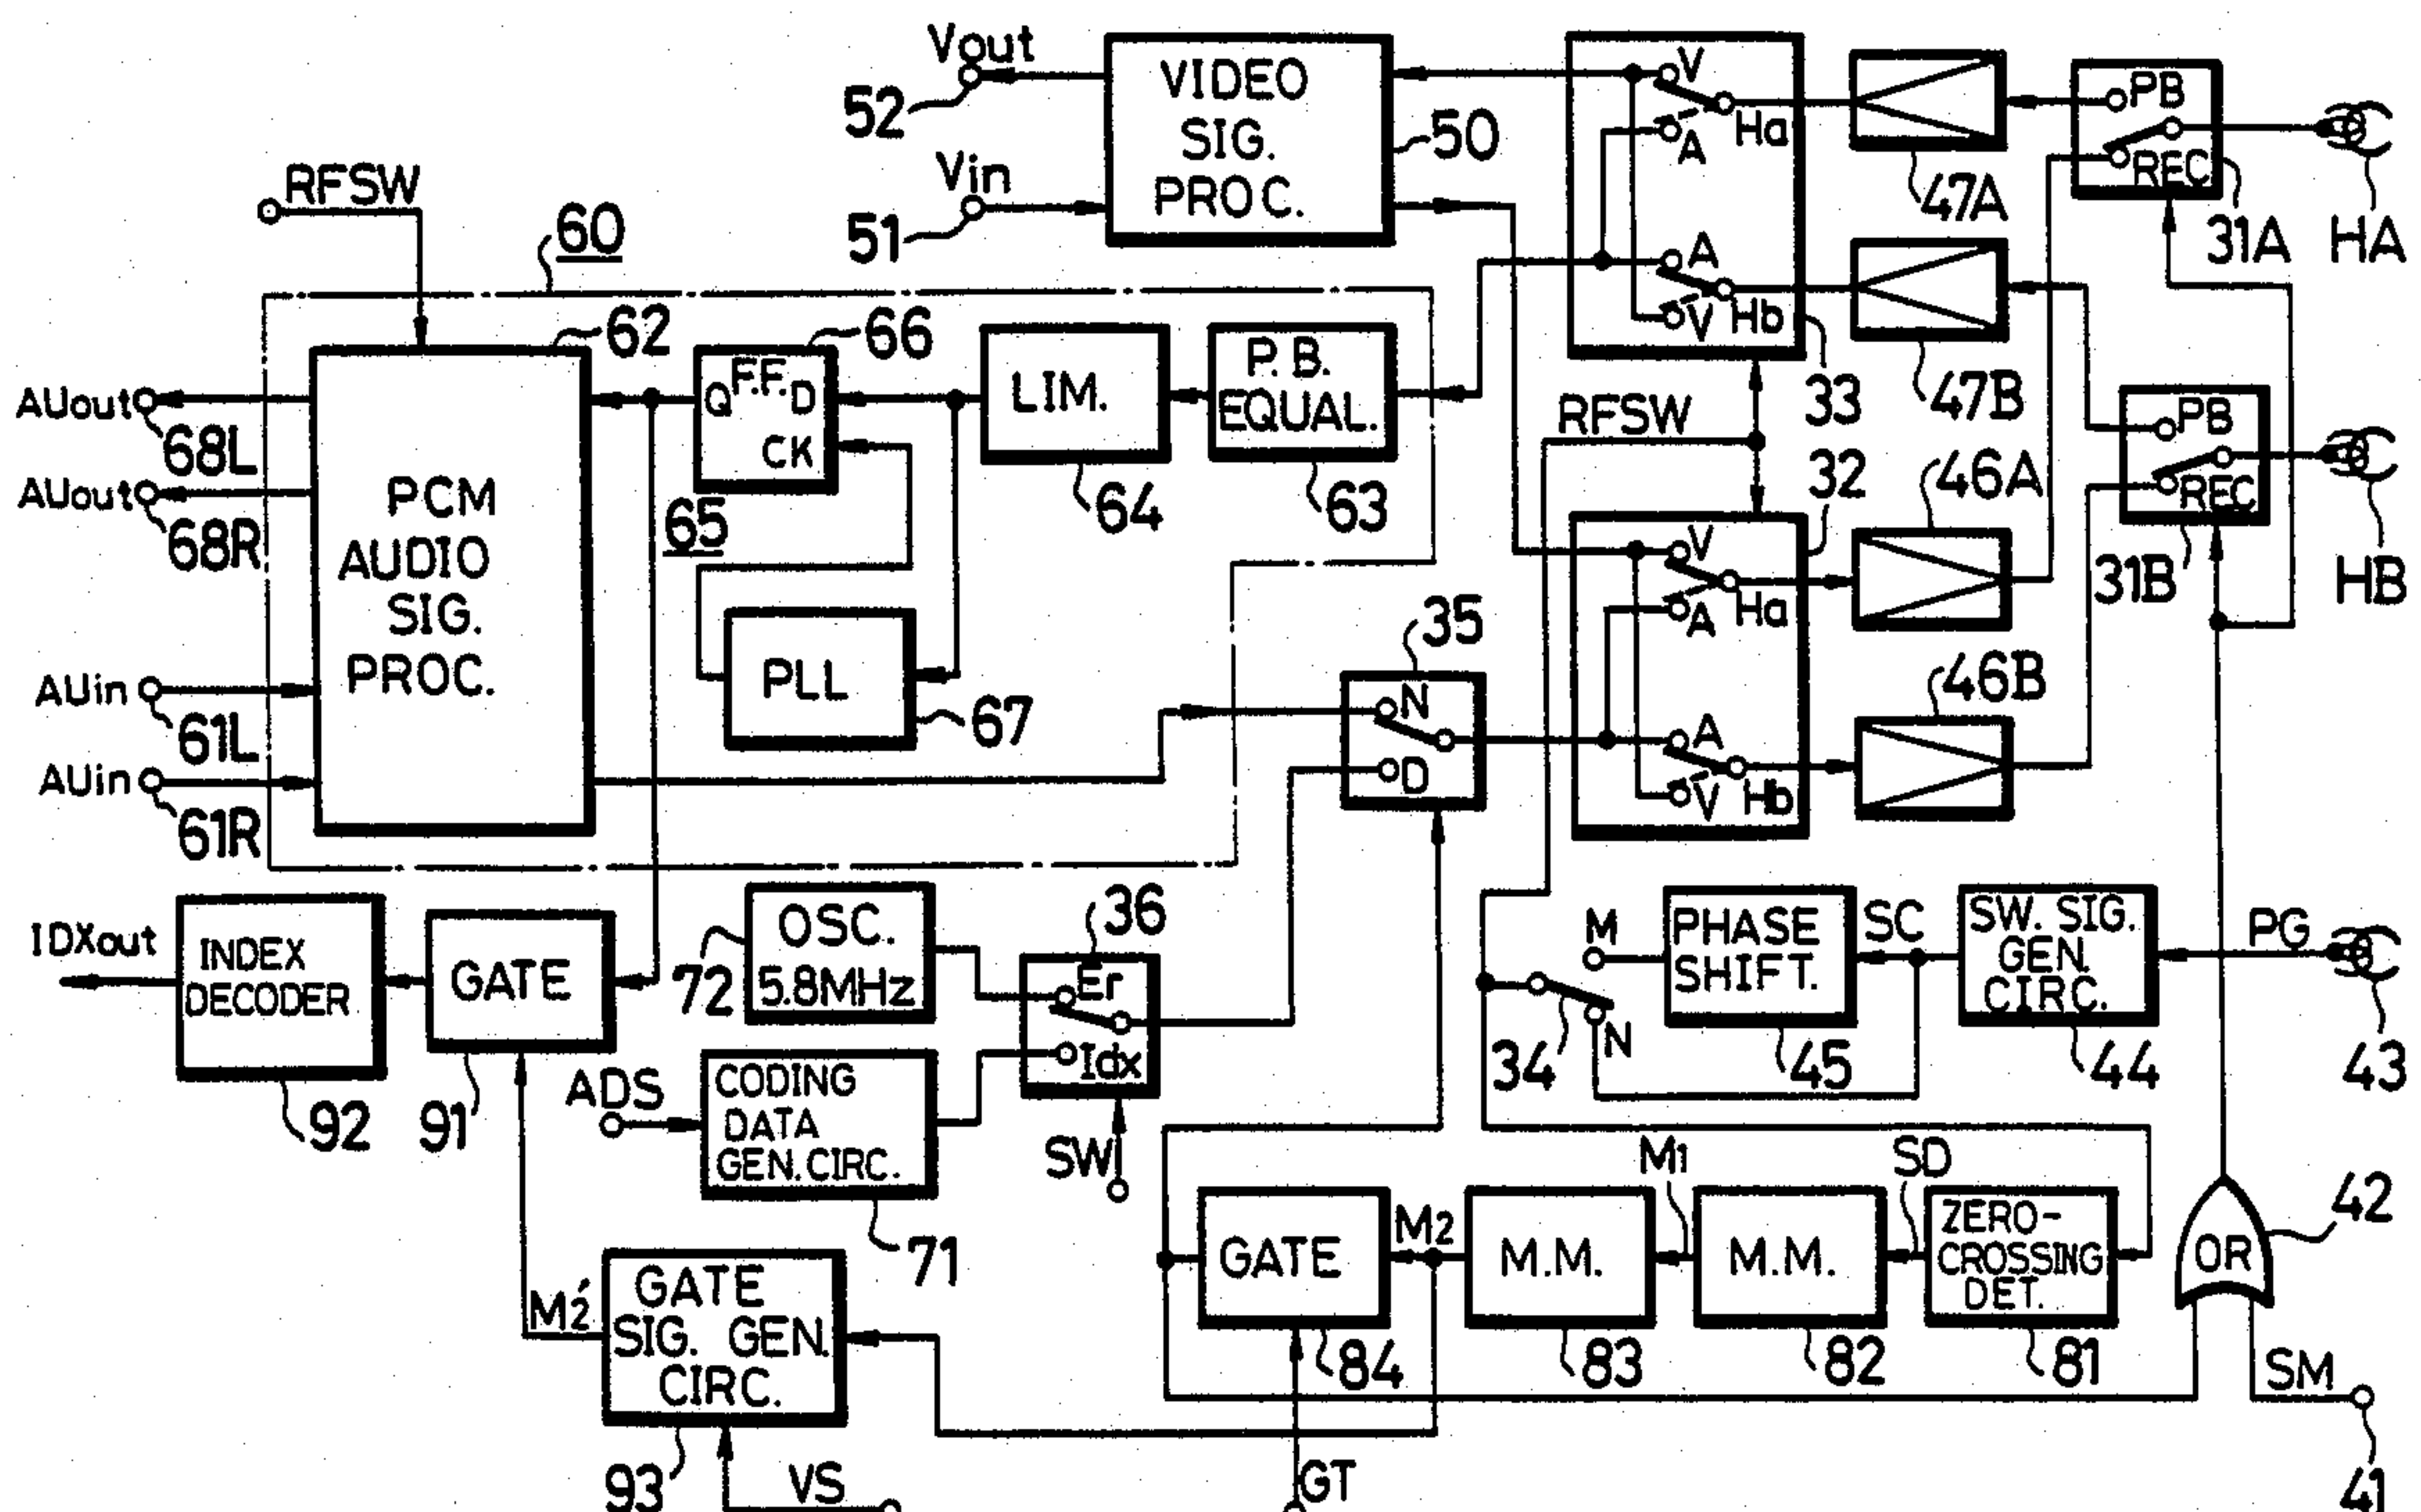 Vout
52
VIDEO
SIG.
PROC.
50
Vin
51
V
A
Ha
A
V
Hb
33
47A
47B
PB
REC
31A
HA
PB
REC
31B
HB
RFSW
60
62
66
AUout
68L
AUout
68R
PCM
AUDIO
SIG.
PROC.
AUin
61L
AUin
61R
Q F.F. D
CK
65
LIM.
64
P.B.
EQUAL.
63
PLL
67
RFSW
32
V
A
Ha
A
V
Hb
46A
46B
35
N
D
IDXout
INDEX
DECODER
92
GATE
91
72
OSC.
5.8MHz
36
Er
Idx
SW
ADS
CODING
DATA
GEN. CIRC.
71
M
N
34
PHASE
SHIFT.
45
SC
SW. SIG.
GEN.
CIRC.
44
PG
43
M2'
GATE
SIG. GEN.
CIRC.
93
VS
GATE
84
GT
M2
M.M.
83
M1
M.M.
82
SD
ZERO-
CROSSING
DET.
81
OR
42
SM
41